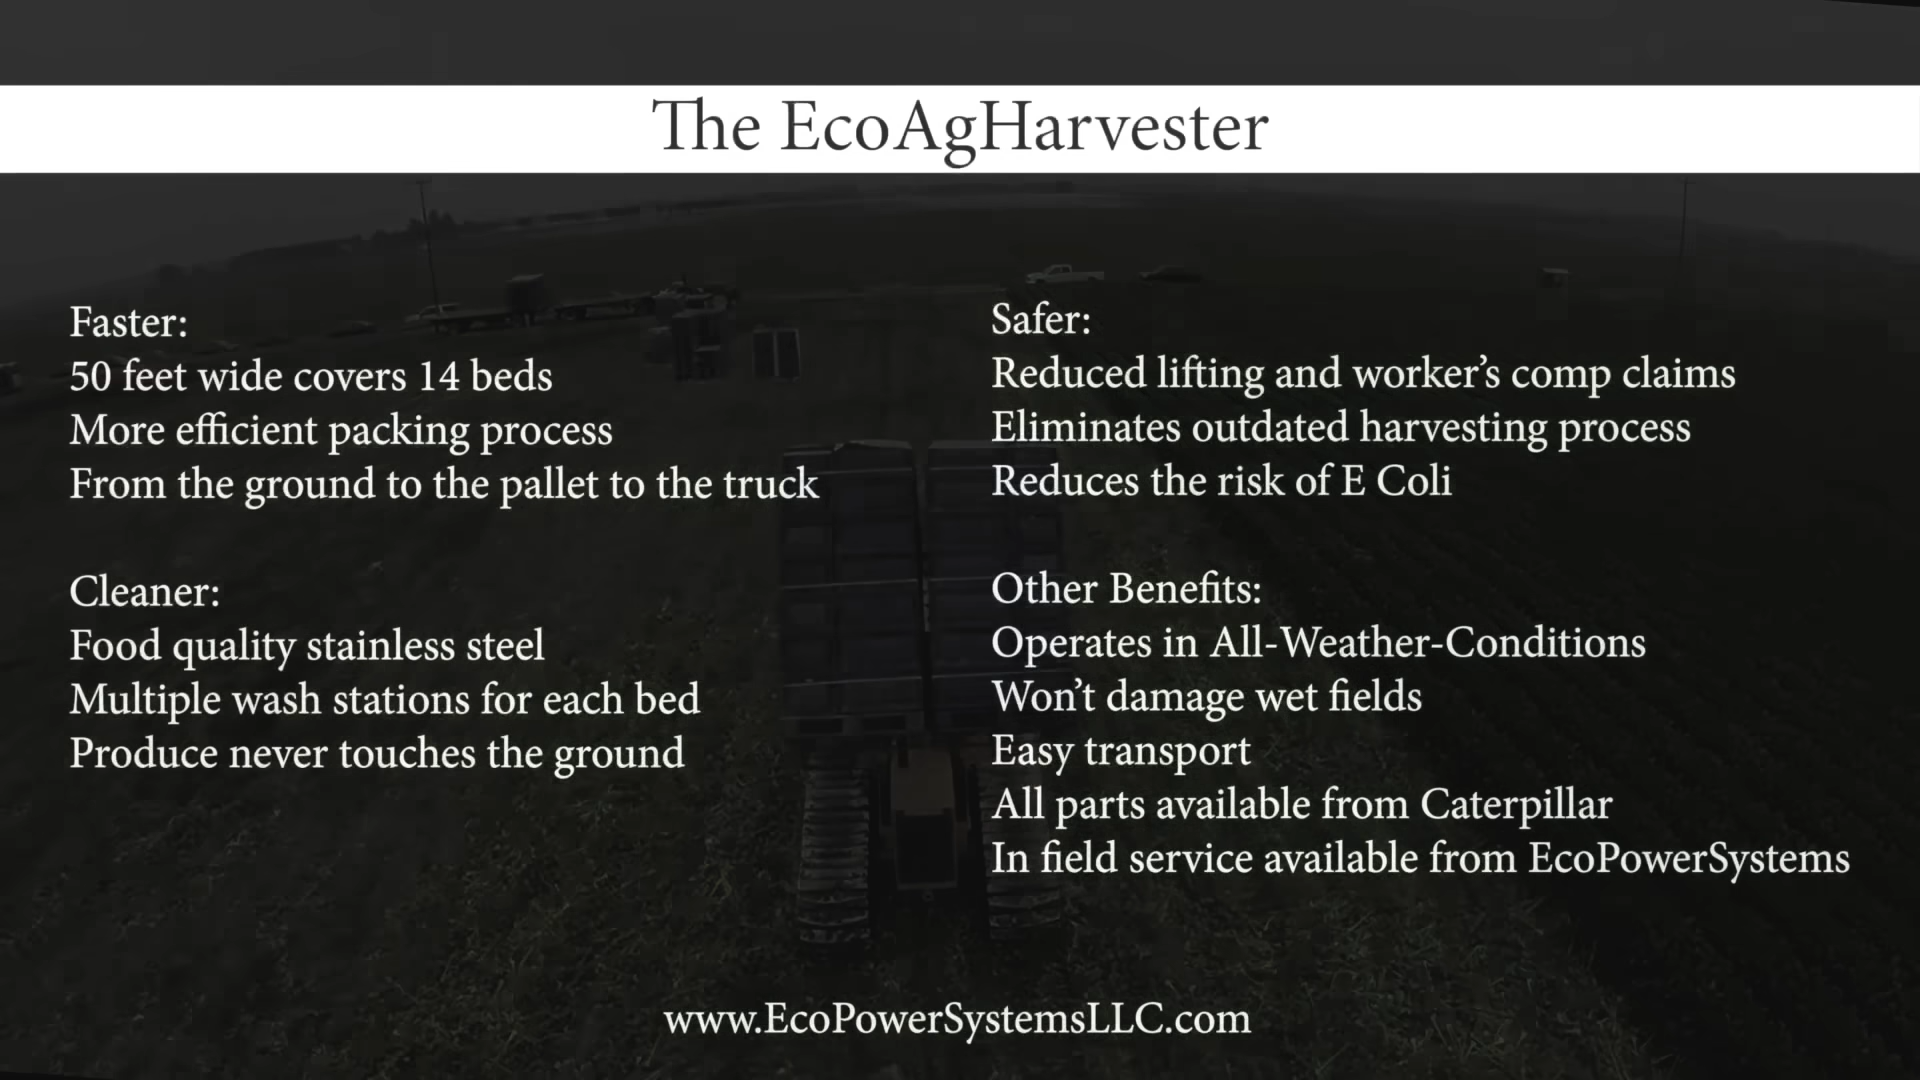 The EcoAgHarvester
Faster:
50 feet wide covers 14 beds
More efficient packing process
From the ground to the pallet to the truck
Cleaner:
Food quality stainless steel
Multiple wash stations for each bed
Produce never touches the ground
Safer:
Reduced lifting and worker’s comp claims
Eliminates outdated harvesting process
Reduces the risk of E Coli
Other Benefits:
Operates in All-Weather-Conditions
Won’t damage wet fields
Easy transport
All parts available from Caterpillar
In field service available from EcoPowerSystems
www.EcoPowerSystemsLLC.com